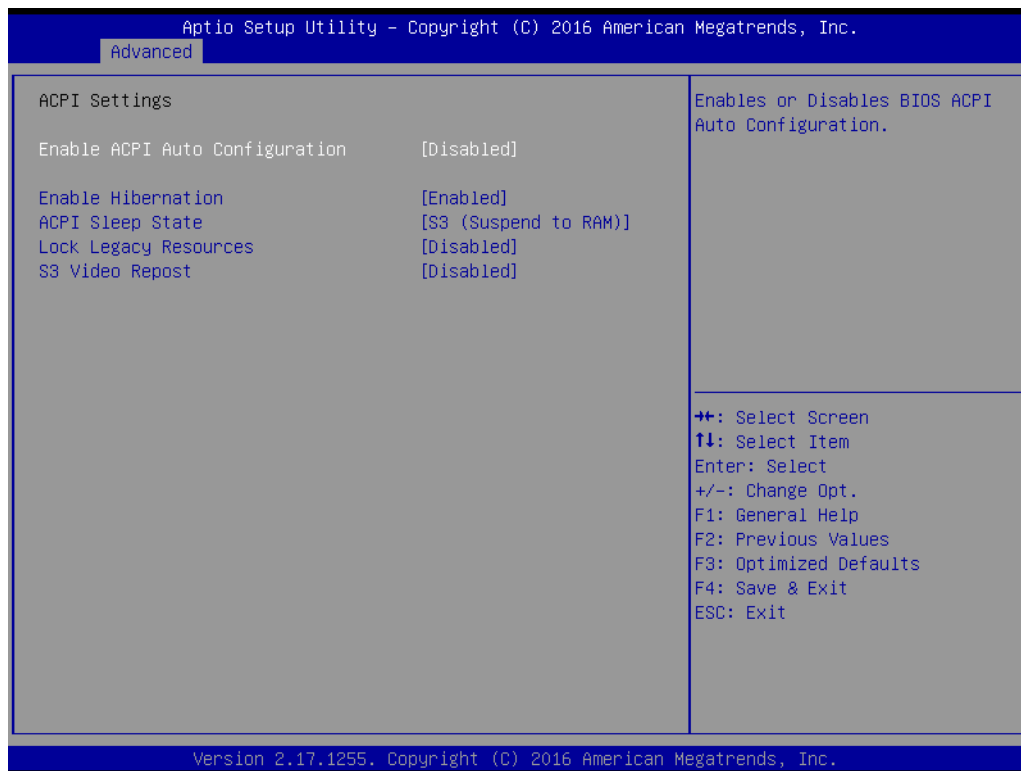 Aptio Setup Utility – Copyright (C) 2016 American Megatrends, Inc.
Advanced
ACPI Settings
Enable ACPI Auto Configuration [Disabled]
Enable Hibernation [Enabled]
ACPI Sleep State [S3 (Suspend to RAM)]
Lock Legacy Resources [Disabled]
S3 Video Repost [Disabled]
Enables or Disables BIOS ACPI
Auto Configuration.
→←: Select Screen
↑↓: Select Item
Enter: Select
+/-: Change Opt.
F1: General Help
F2: Previous Values
F3: Optimized Defaults
F4: Save & Exit
ESC: Exit
Version 2.17.1255. Copyright (C) 2016 American Megatrends, Inc.